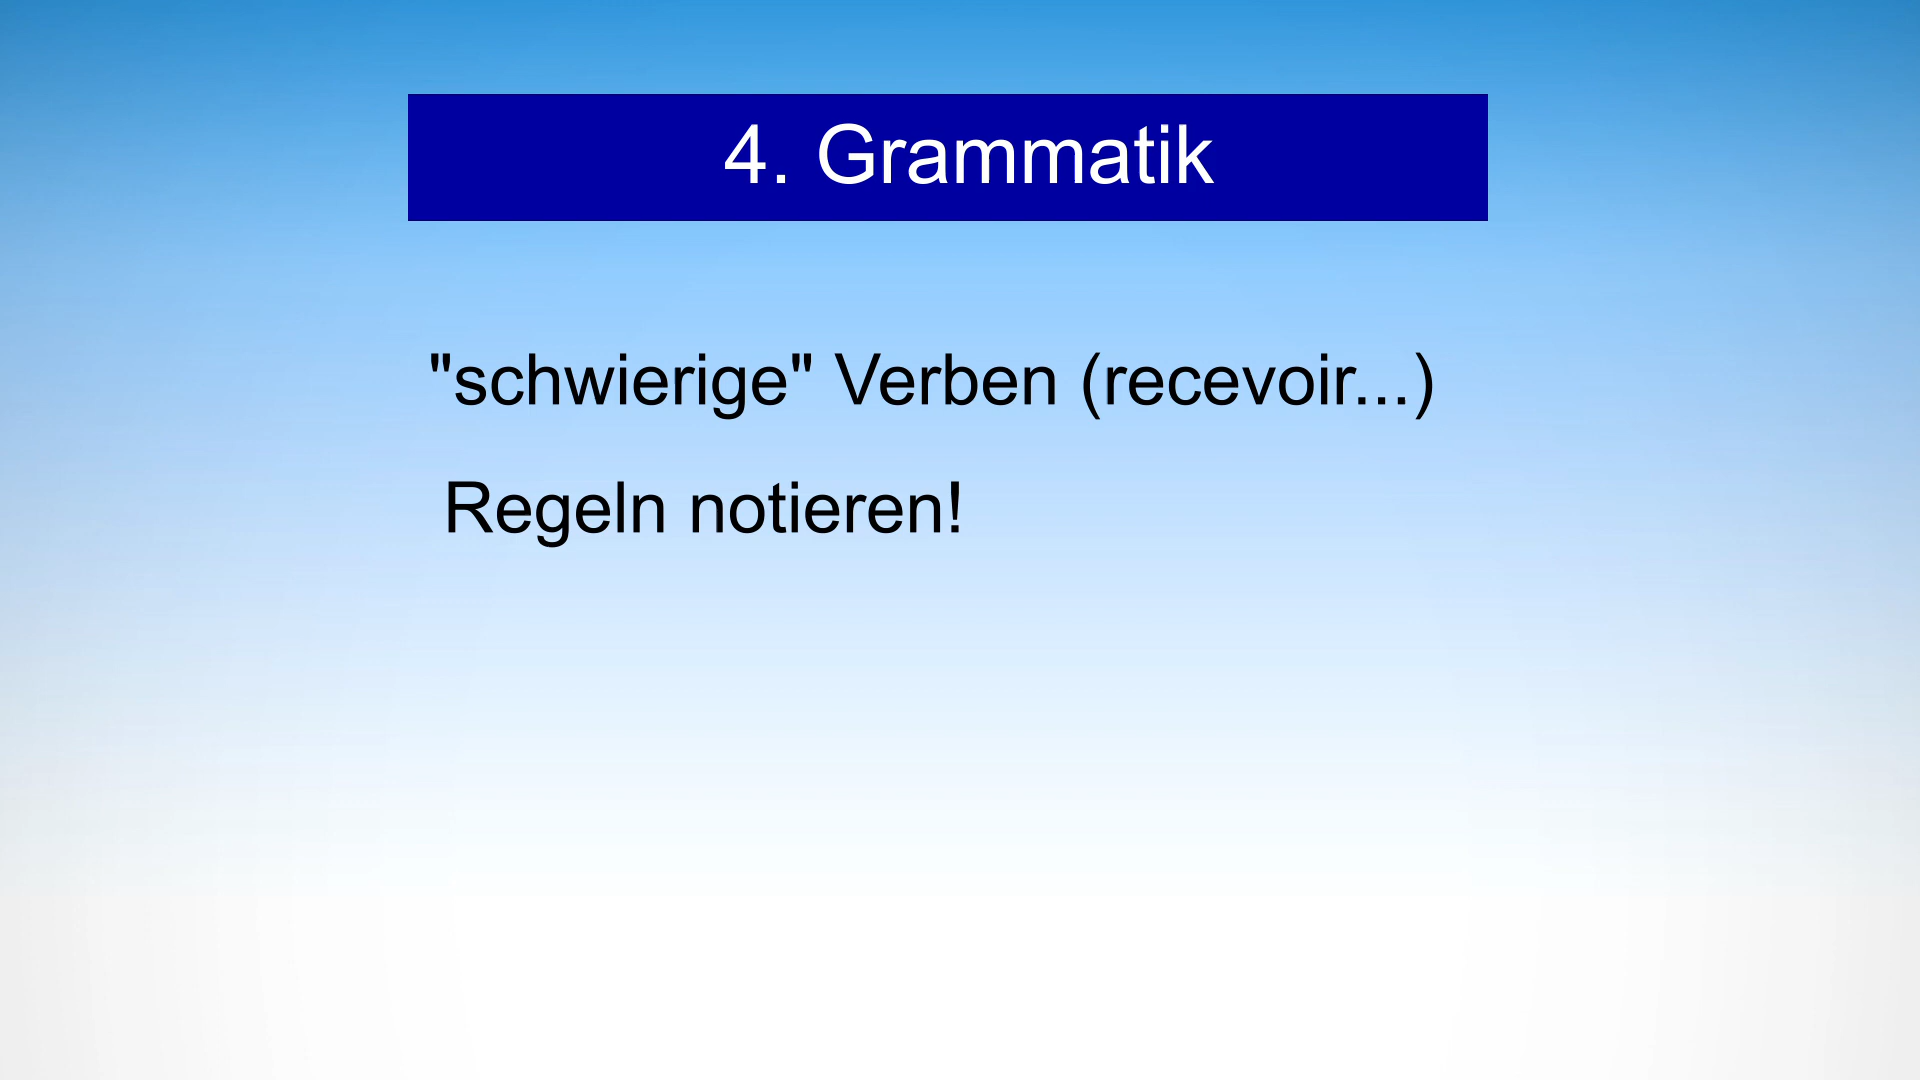 4. Grammatik
"schwierige" Verben (recevoir...)
Regeln notieren!